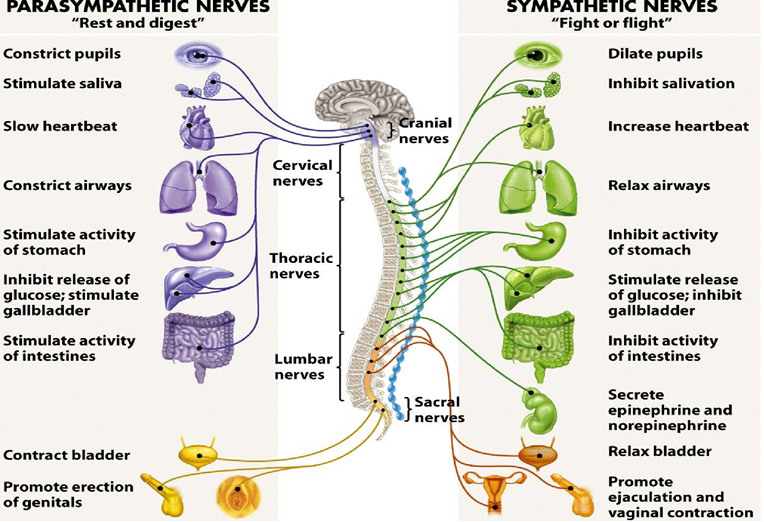 PARASYMPATHETIC NERVES
“Rest and digest”
Constrict pupils
Stimulate saliva
Slow heartbeat
Constrict airways
Stimulate activity
of stomach
Inhibit release of
glucose; stimulate
gallbladder
Stimulate activity
of intestines
Contract bladder
Promote erection
of genitals
Cranial
nerves
Cervical
nerves
Thoracic
nerves
Lumbar
nerves
Sacral
nerves
SYMPATHETIC NERVES
“Fight or flight”
Dilate pupils
Inhibit salivation
Increase heartbeat
Relax airways
Inhibit activity
of stomach
Stimulate release
of glucose; inhibit
gallbladder
Inhibit activity
of intestines
Secrete
epinephrine and
norepinephrine
Relax bladder
Promote
ejaculation and
vaginal contraction